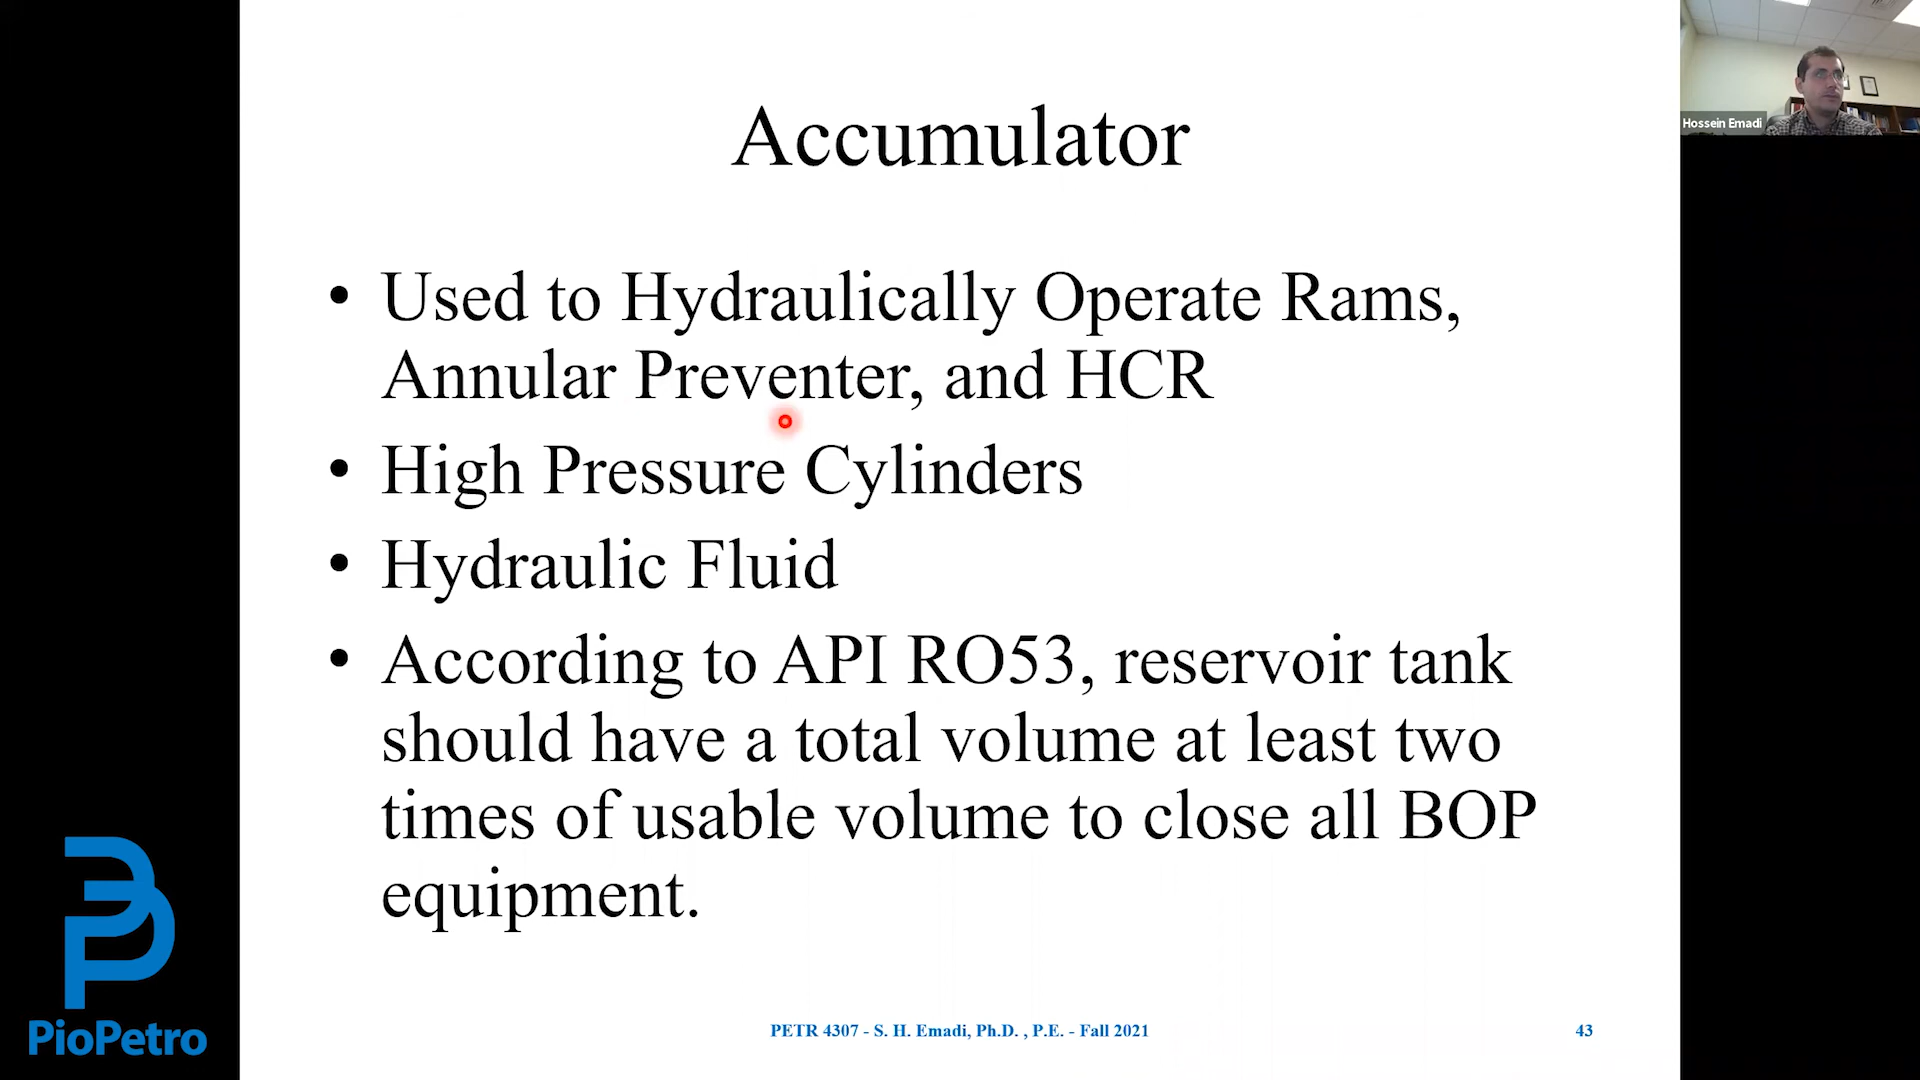 Accumulator
• Used to Hydraulically Operate Rams,
Annular Preventer, and HCR
• High Pressure Cylinders
• Hydraulic Fluid
• According to API RO53, reservoir tank
should have a total volume at least two
times of usable volume to close all BOP
equipment.
PETR 4307 - S. H. Emadi, Ph.D. , P.E. - Fall 2021
43
PioPetro
Hossein Emadi